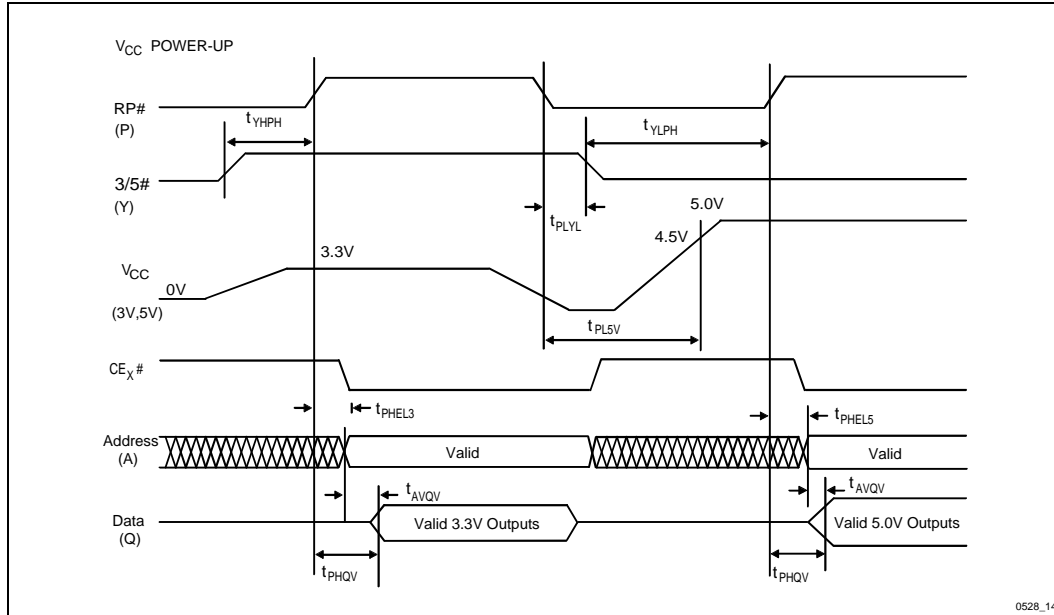 VCC POWER-UP
RP#
(P)
tYHPH
tYLPH
3/5#
(Y)
tPLYL
5.0V
4.5V
3.3V
VCC
0V
(3V,5V)
tPL5V
CEX#
tPHEL3
tPHEL5
Address
(A)
Valid
Valid
tAVQV
tAVQV
Data
(Q)
Valid 3.3V Outputs
Valid 5.0V Outputs
tPHQV
tPHQV
0528_14